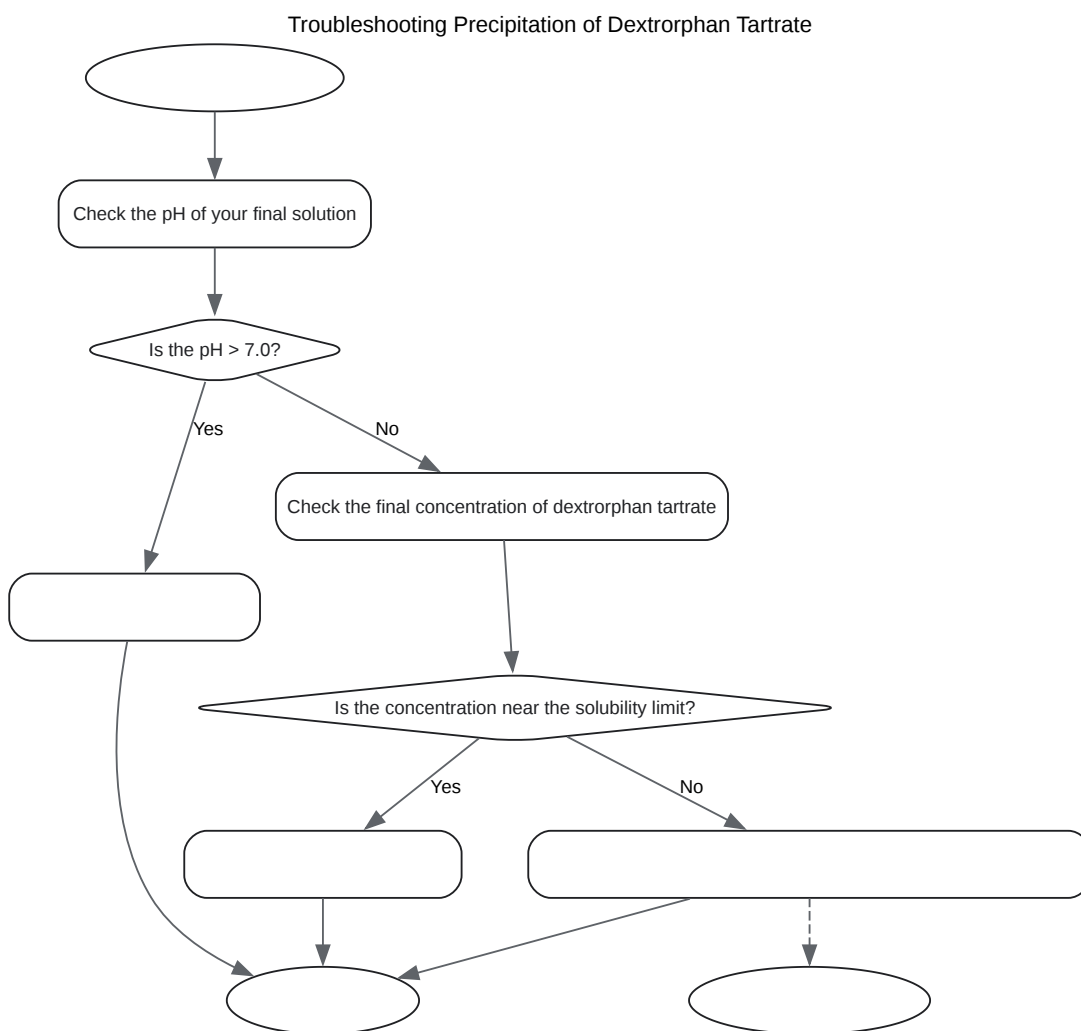 Troubleshooting Precipitation of Dextrorphan Tartrate
Check the pH of your final solution
Is the pH > 7.0?
Yes
No
Check the final concentration of dextrorphan tartrate
Is the concentration near the solubility limit?
Yes
No